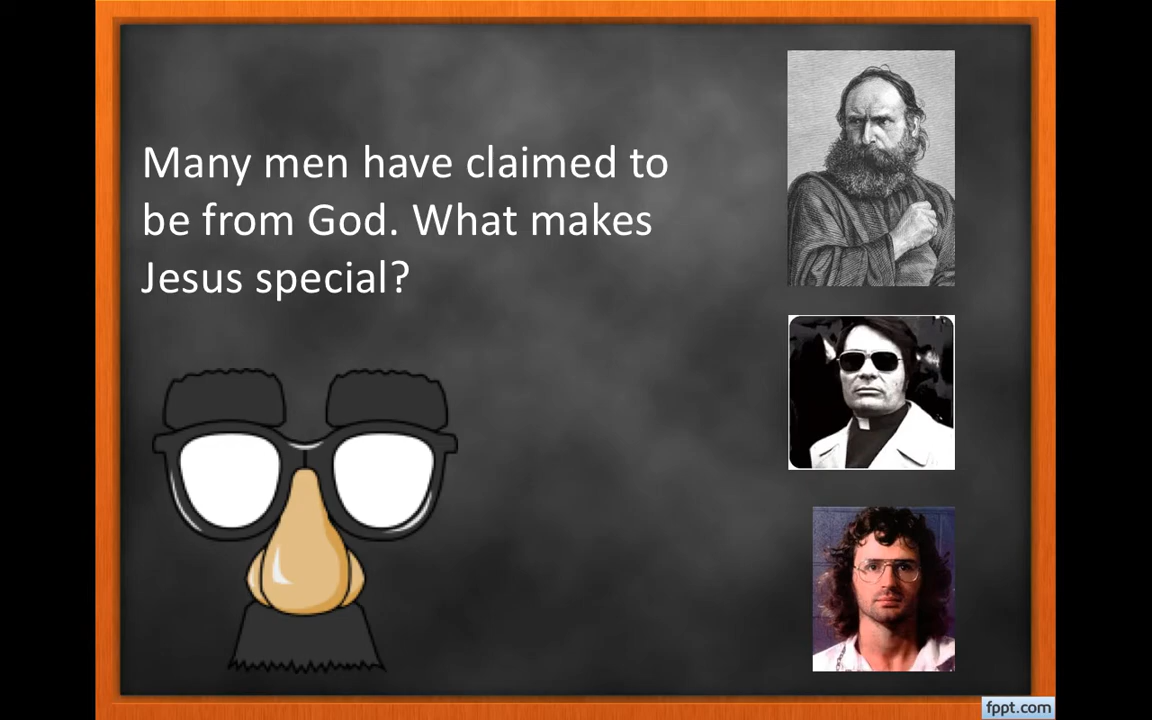 Many men have claimed to
be from God. What makes
Jesus special?
fppt.com